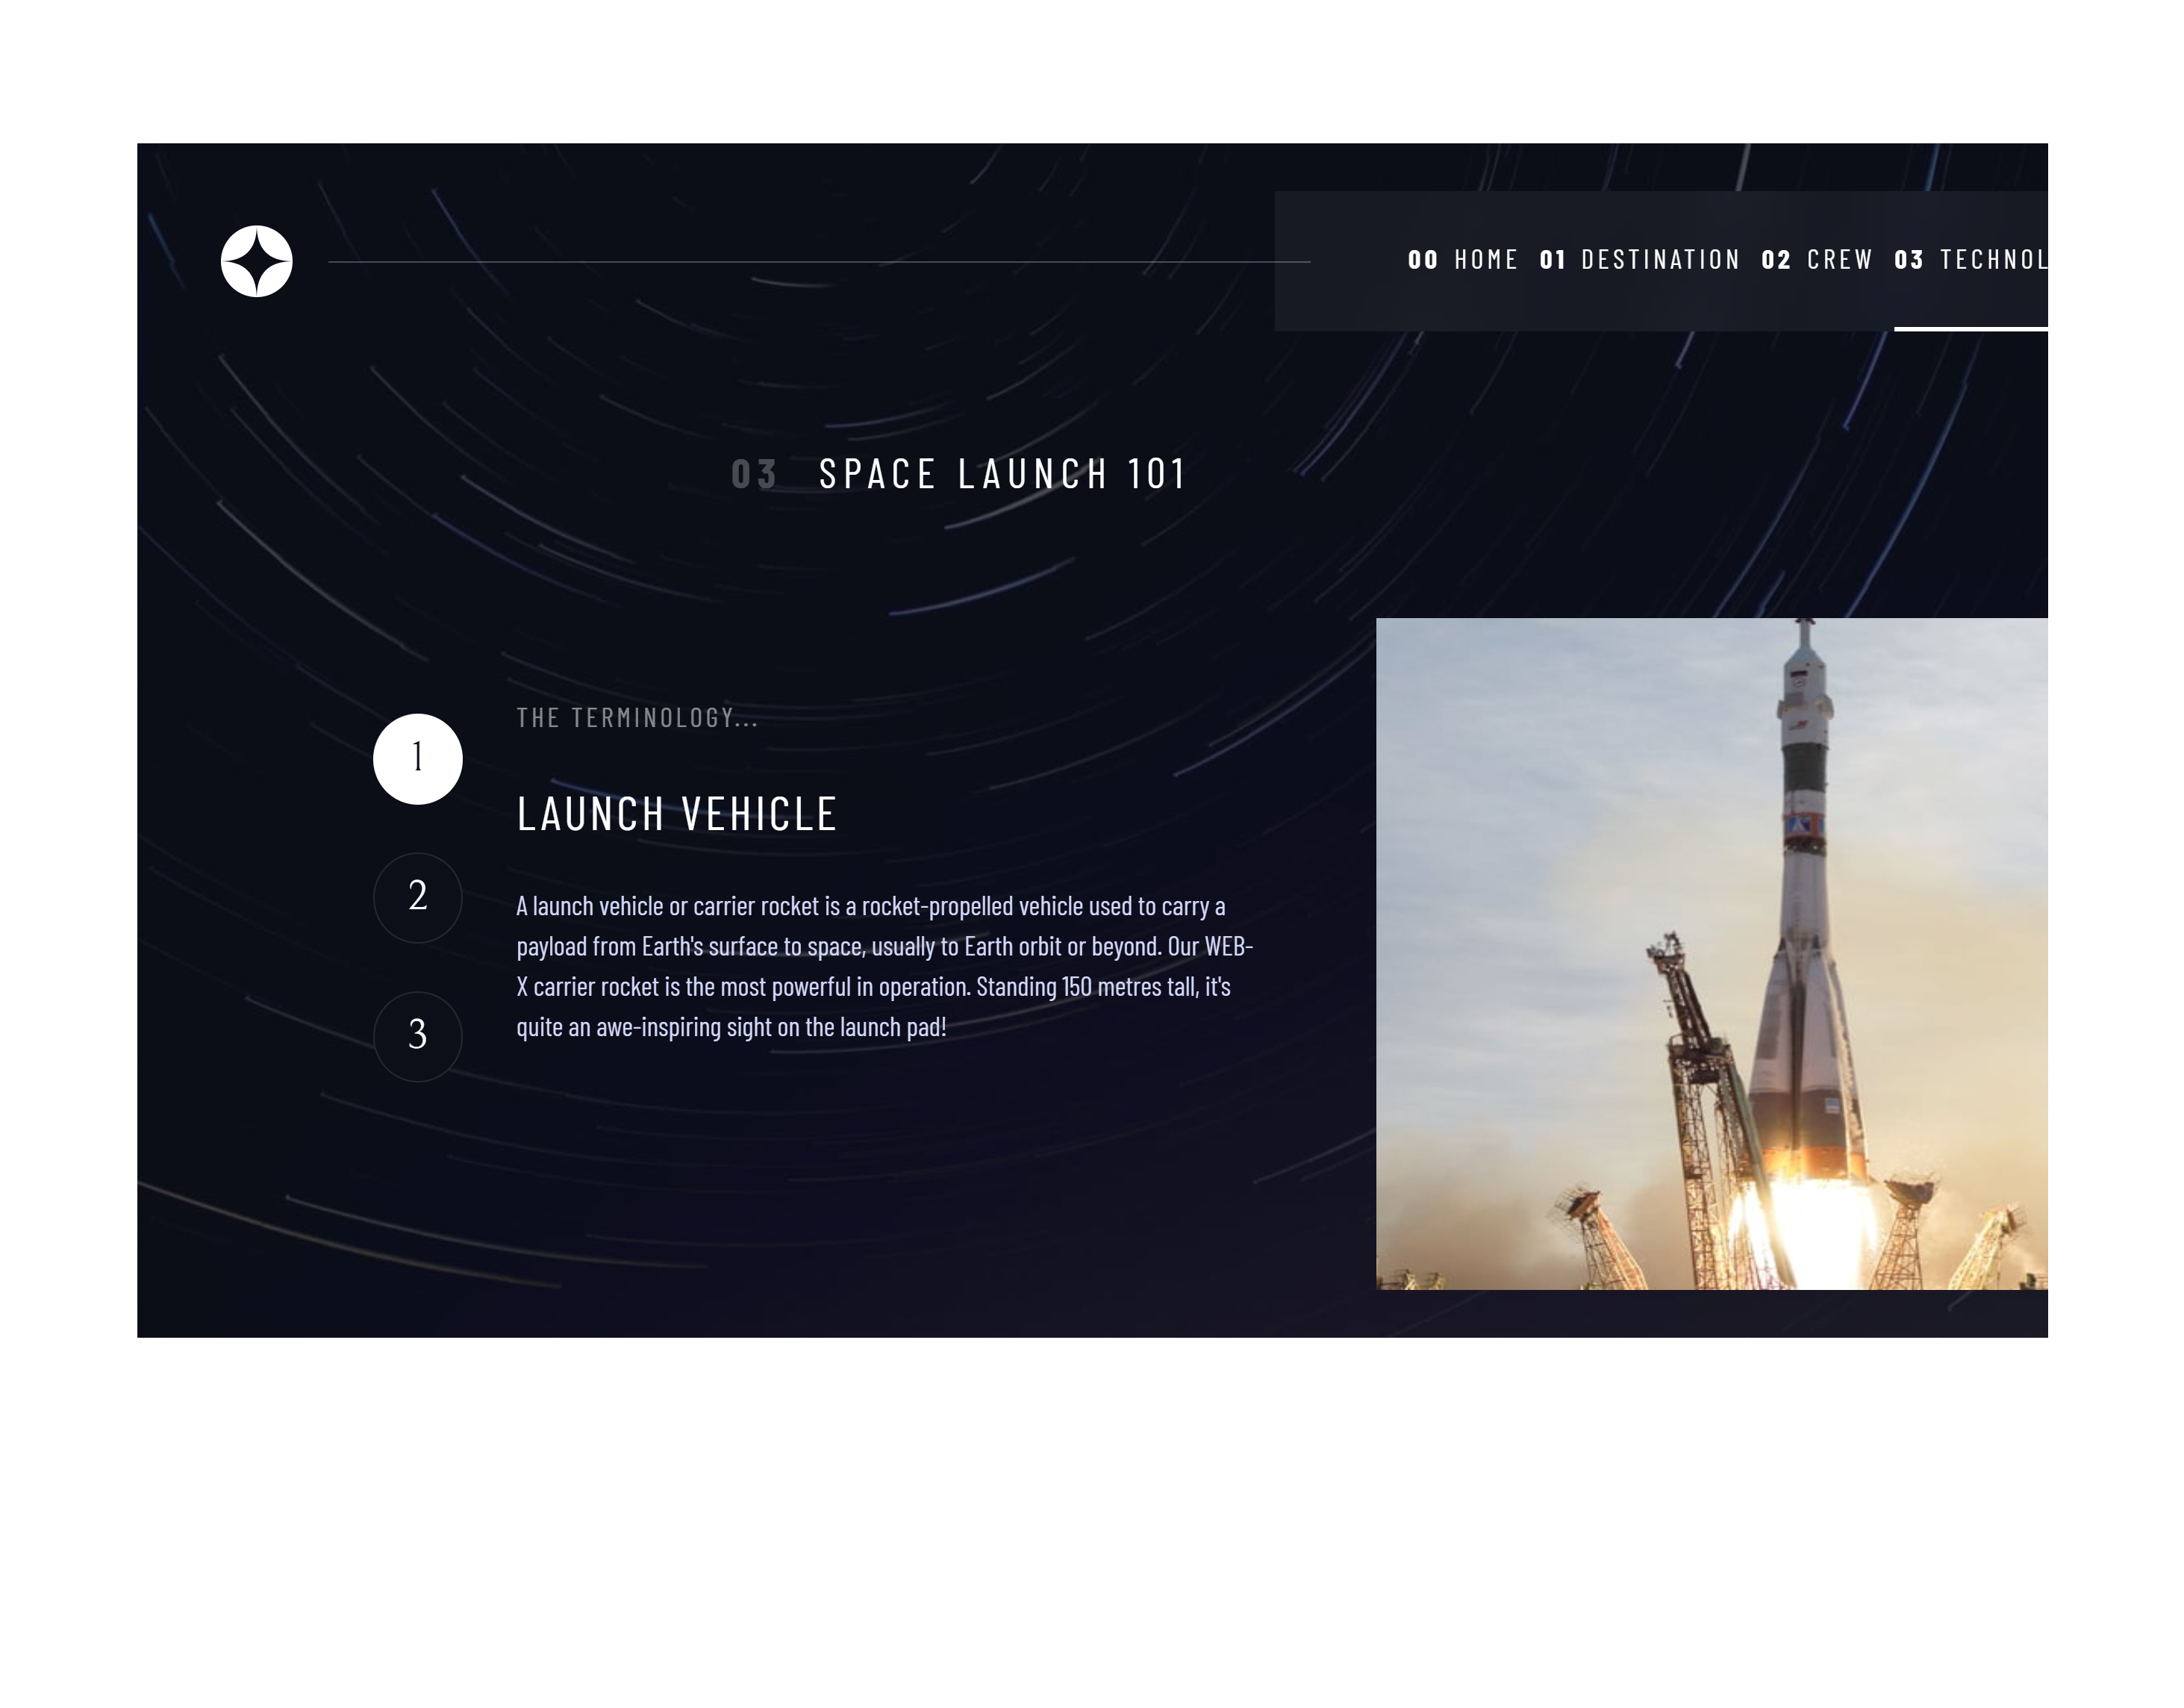 00 HOME 01 DESTINATION 02 CREW 03 TECHNOL
03 SPACE LAUNCH 101
THE TERMINOLOGY...
1
LAUNCH VEHICLE
2
A launch vehicle or carrier rocket is a rocket-propelled vehicle used to carry a
payload from Earth's surface to space, usually to Earth orbit or beyond. Our WEB-
X carrier rocket is the most powerful in operation. Standing 150 metres tall, it's
quite an awe-inspiring sight on the launch pad!
3